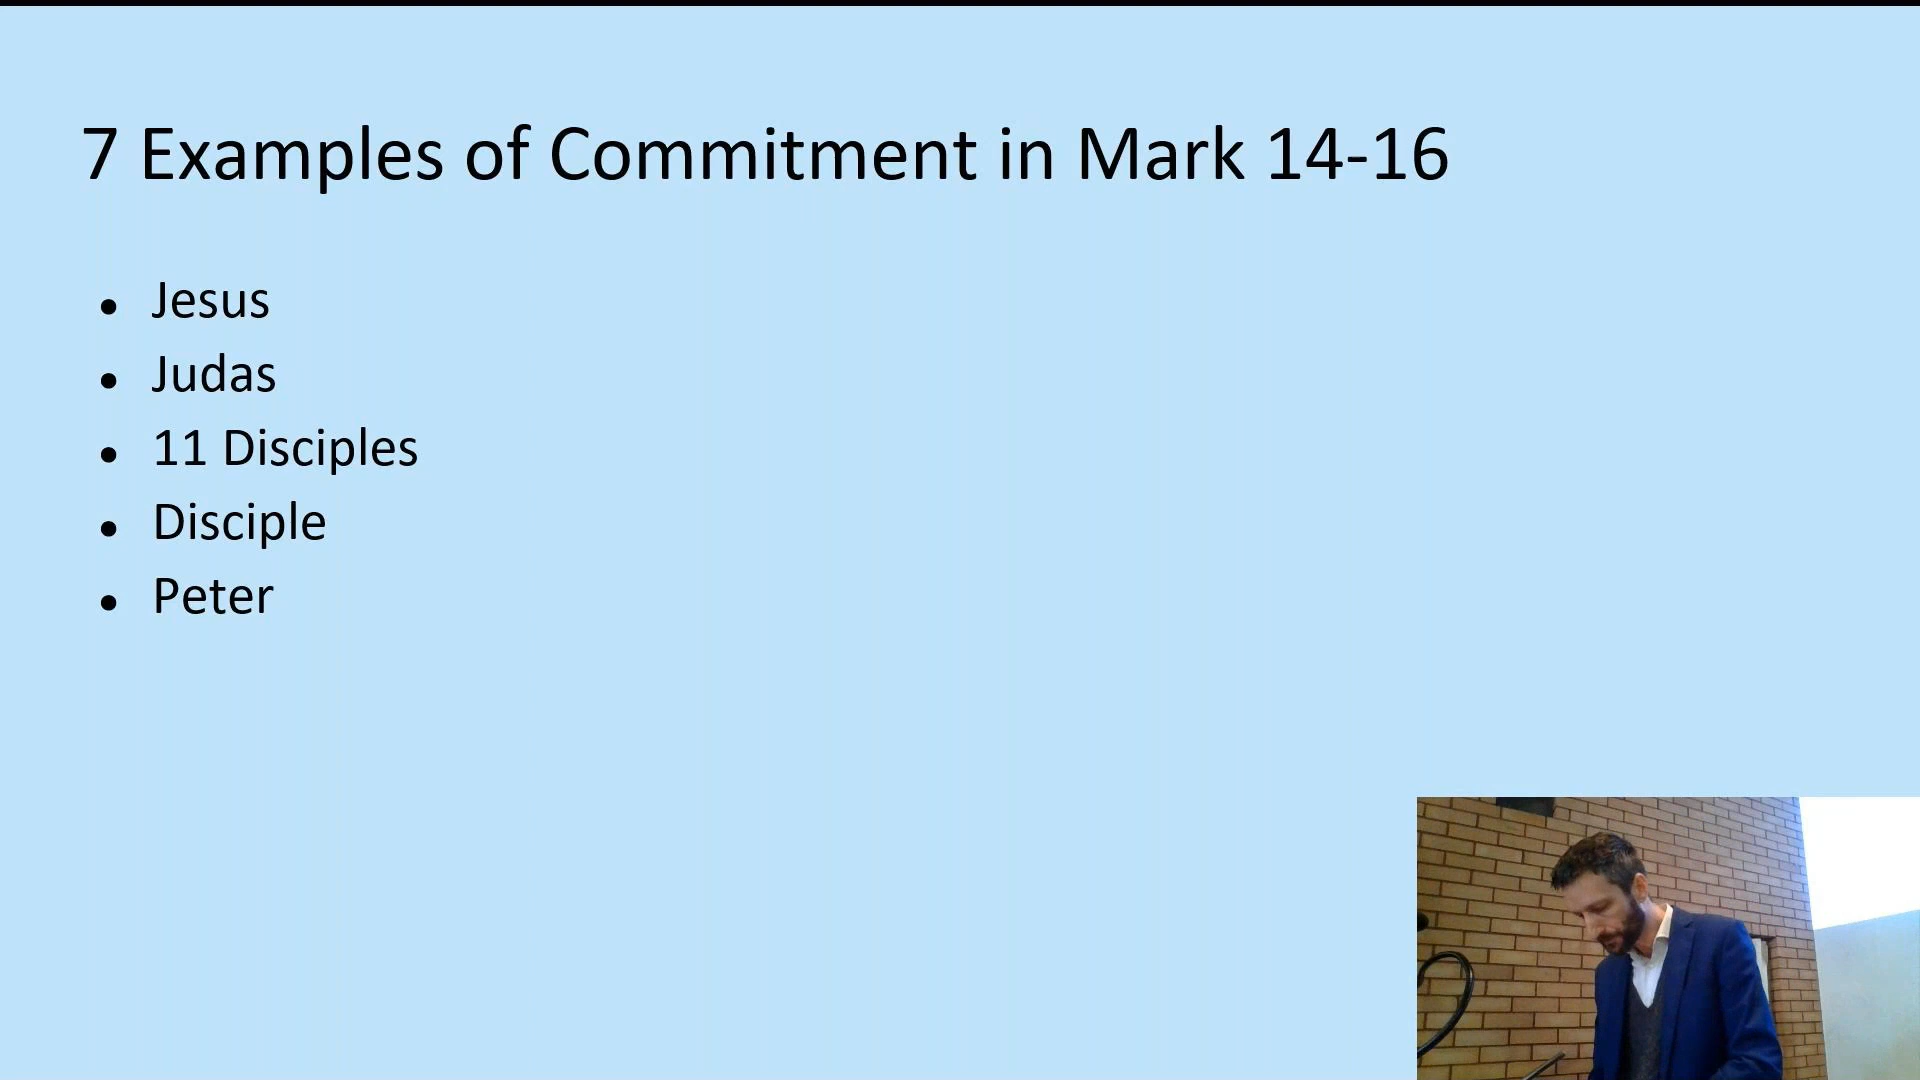 7 Examples of Commitment in Mark 14-16
• Jesus
• Judas
• 11 Disciples
• Disciple
• Peter